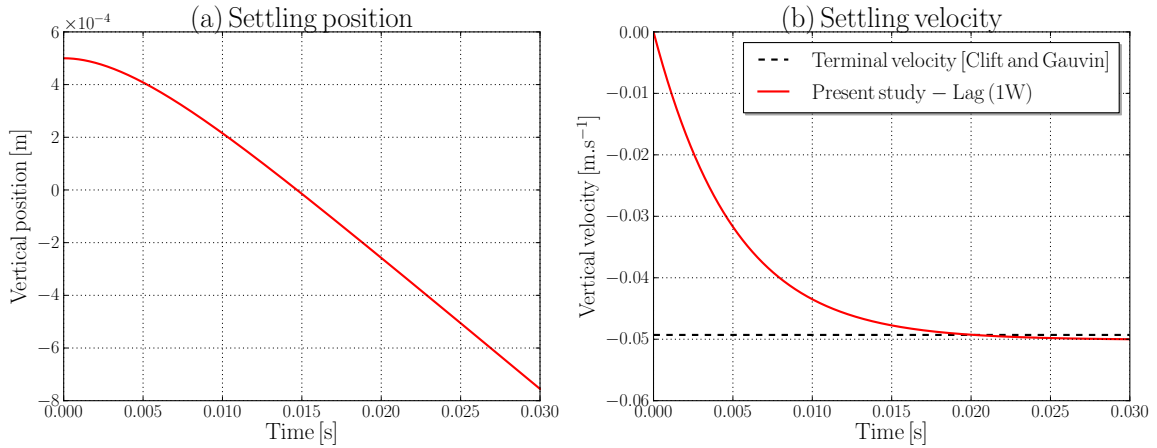 (a) Settling position
×10⁻⁴
6
4
2
0
−2
−4
−6
−8
0.000 0.005 0.010 0.015 0.020 0.025 0.030
Vertical position [m]
Time [s]
(b) Settling velocity
0.00
−0.01
−0.02
−0.03
−0.04
−0.05
−0.06
0.000 0.005 0.010 0.015 0.020 0.025 0.030
Vertical velocity [m.s⁻¹]
Time [s]
Terminal velocity [Clift and Gauvin]
Present study − Lag (1W)